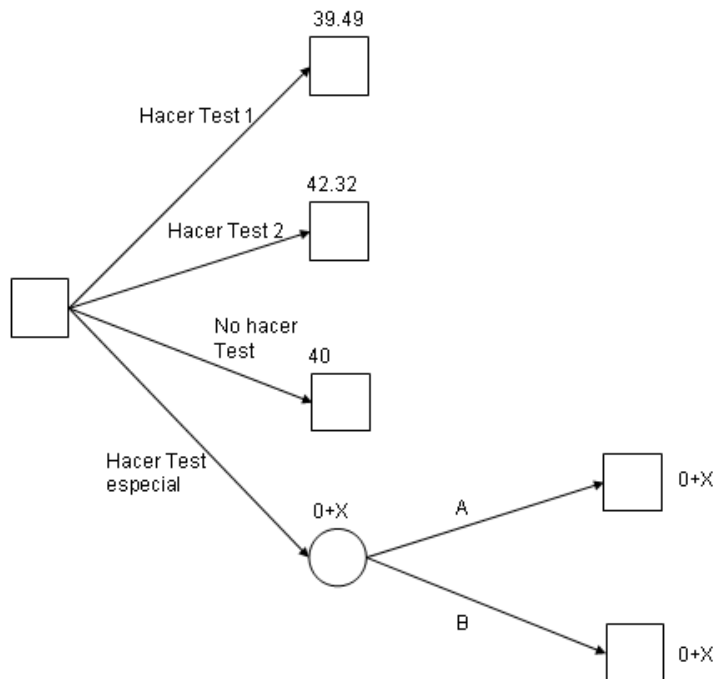 39.49
Hacer Test 1
42.32
Hacer Test 2
No hacer
Test
40
Hacer Test
especial
0+X
A
0+X
B
0+X